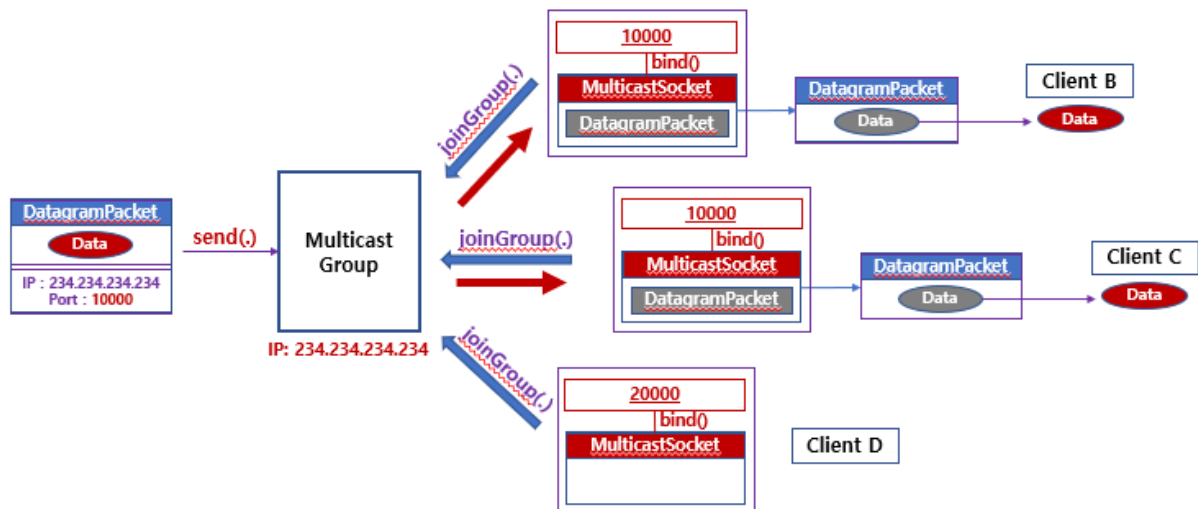 DatagramPacket
Data
IP : 234.234.234.234
Port : 10000
send(.)
Multicast
Group
IP: 234.234.234.234
joinGroup(.)
10000
bind()
MulticastSocket
DatagramPacket
DatagramPacket
Data
Client B
Data
joinGroup(.)
10000
bind()
MulticastSocket
DatagramPacket
DatagramPacket
Data
Client C
Data
joinGroup(.)
20000
bind()
MulticastSocket
Client D